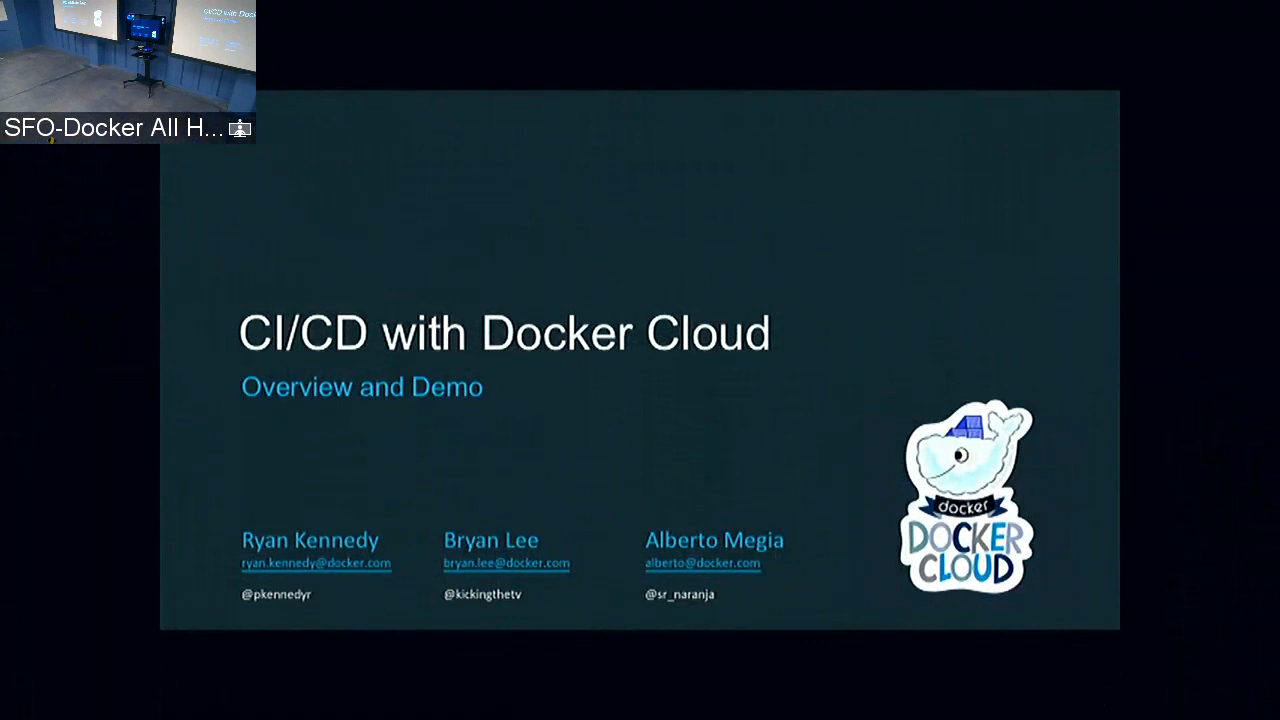 SFO-Docker All H...
CI/CD with Docker Cloud
Overview and Demo
Ryan Kennedy
ryan.kennedy@docker.com
@pkennedyr
Bryan Lee
bryan.lee@docker.com
@kickingthetv
Alberto Megia
alberto@docker.com
@sr_naranja
docker
DOCKER
CLOUD